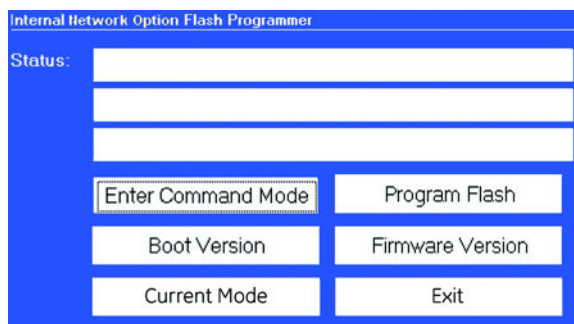 Internal Network Option Flash Programmer
Status:
Enter Command Mode
Program Flash
Boot Version
Firmware Version
Current Mode
Exit